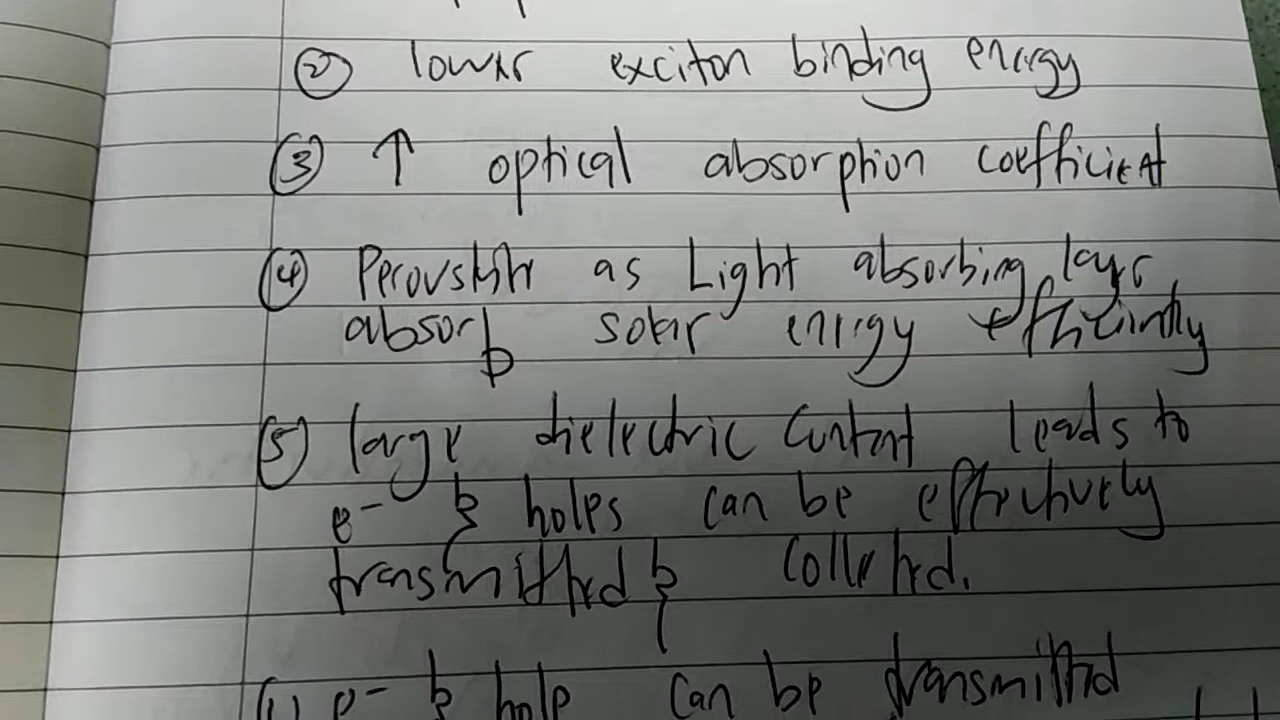 ② lower exciton binding energy
③ ↑ optical absorption coefficient
④ Perovskite as Light absorbing layer
absorb solar energy efficiently
⑤ large dielectric Constant leads to
e⁻ & holes can be effectively
transmitted & collected.
e⁻ & hole can be transmitted